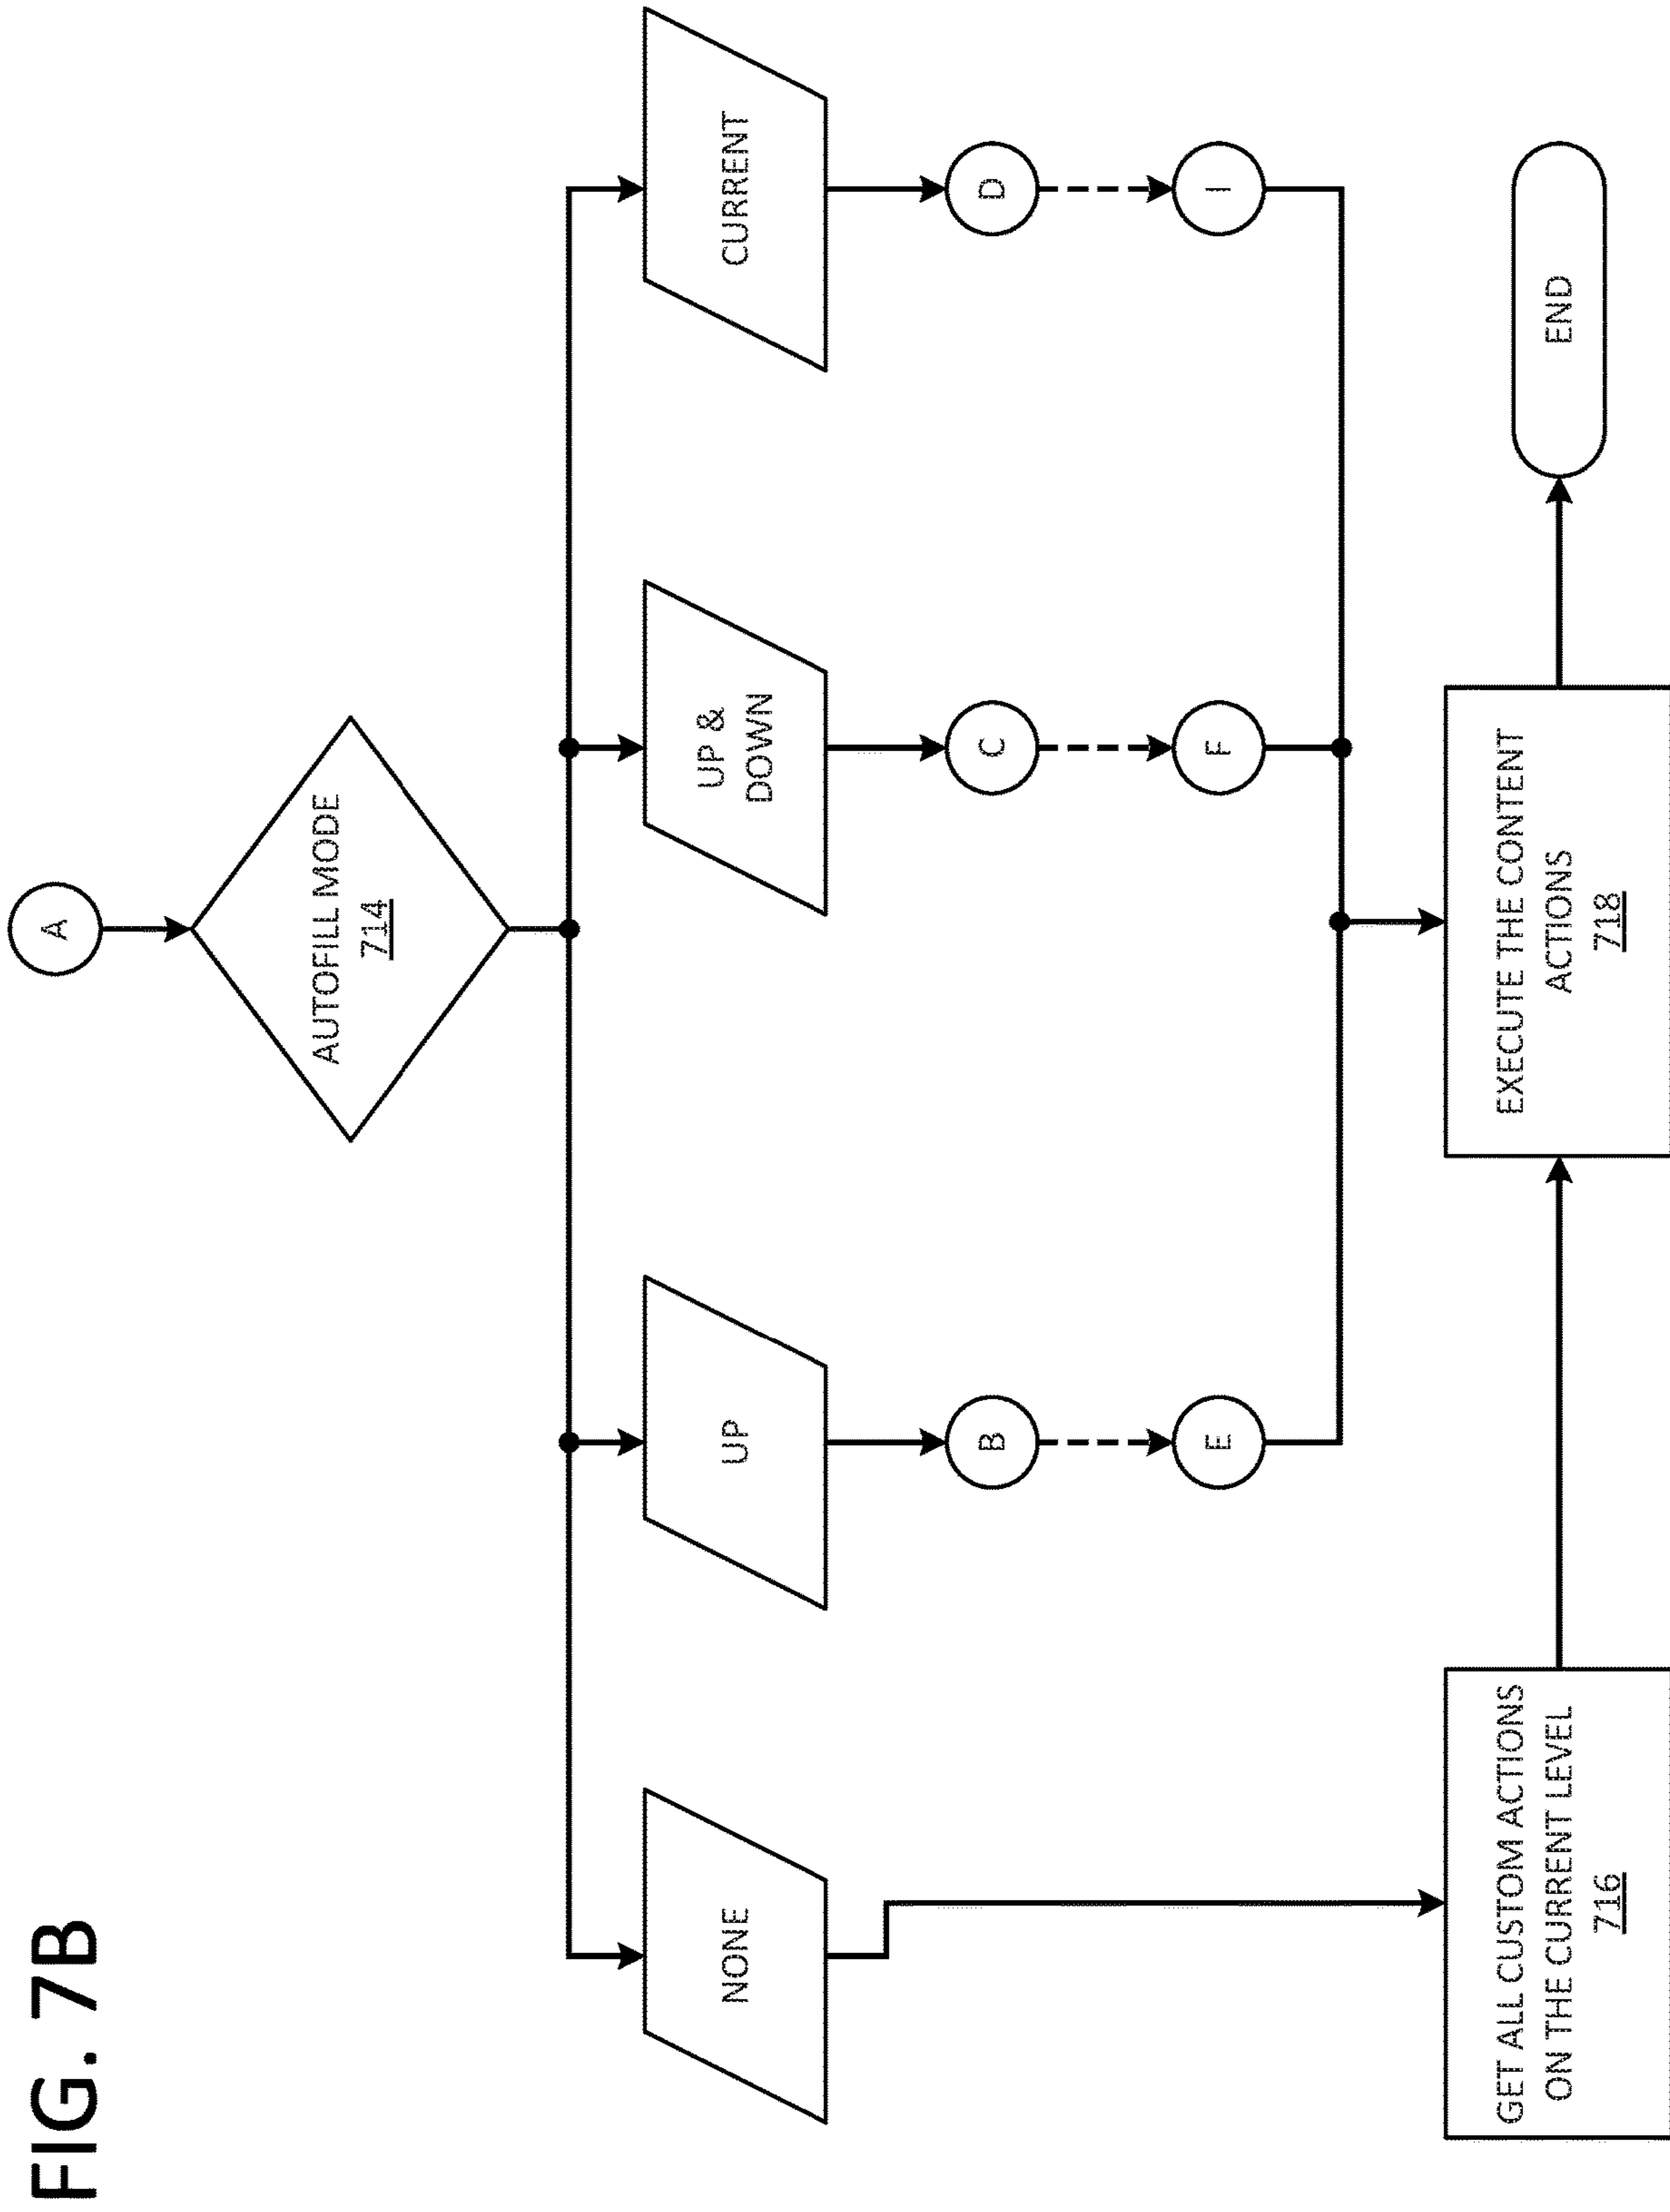 FIG. 7B
A
AUTOFILL MODE
714
NONE
UP
UP &
DOWN
CURRENT
B
C
D
E
F
I
GET ALL CUSTOM ACTIONS
ON THE CURRENT LEVEL
716
EXECUTE THE CONTENT
ACTIONS
718
END